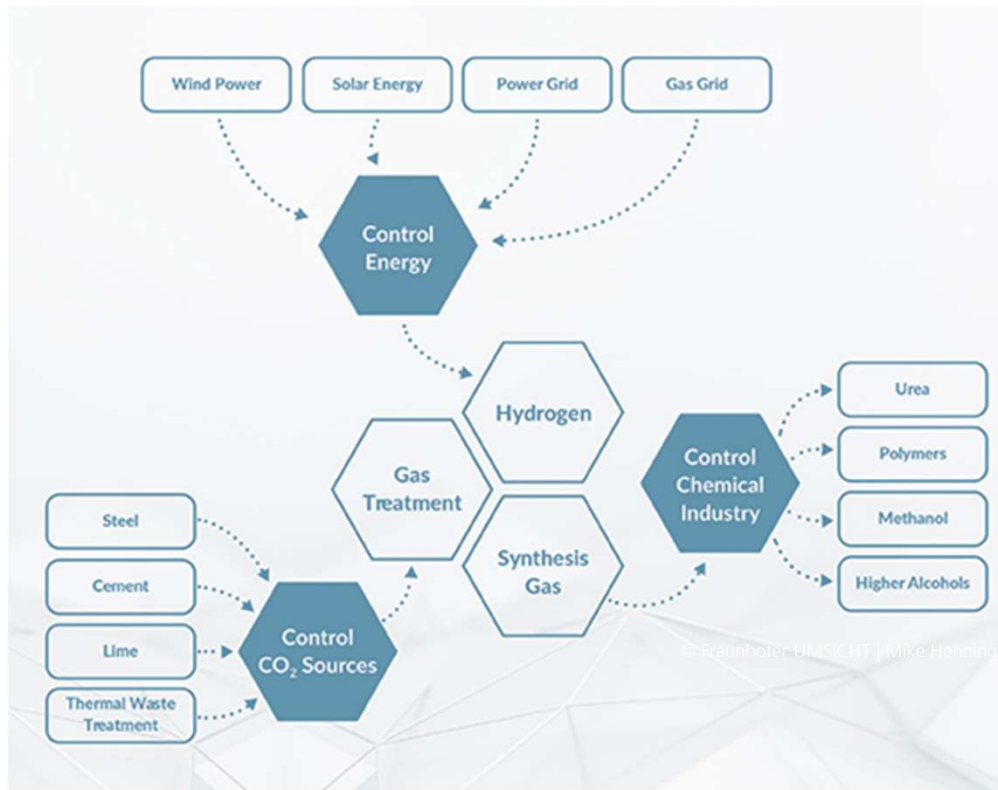 Wind Power
Solar Energy
Power Grid
Gas Grid
Control
Energy
Hydrogen
Gas
Treatment
Synthesis
Gas
Control
Chemical
Industry
Urea
Polymers
Methanol
Higher Alcohols
Steel
Cement
Lime
Thermal Waste
Treatment
Control
CO₂ Sources
© Fraunhofer UMSICHT | Mike Henning